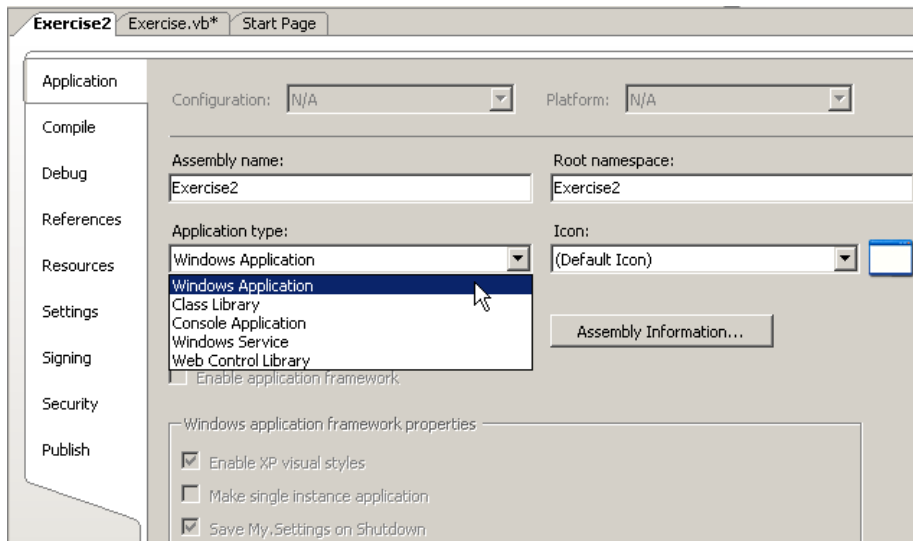 Exercise2 Exercise.vb* Start Page
Application
Compile
Debug
References
Resources
Settings
Signing
Security
Publish
Configuration: N/A Platform: N/A
Assembly name: Root namespace:
Exercise2 Exercise2
Application type: Icon:
Windows Application (Default Icon)
Windows Application
Class Library
Console Application
Windows Service
Web Control Library
Assembly Information...
Enable application framework
Windows application framework properties
Enable XP visual styles
Make single instance application
Save My.Settings on Shutdown